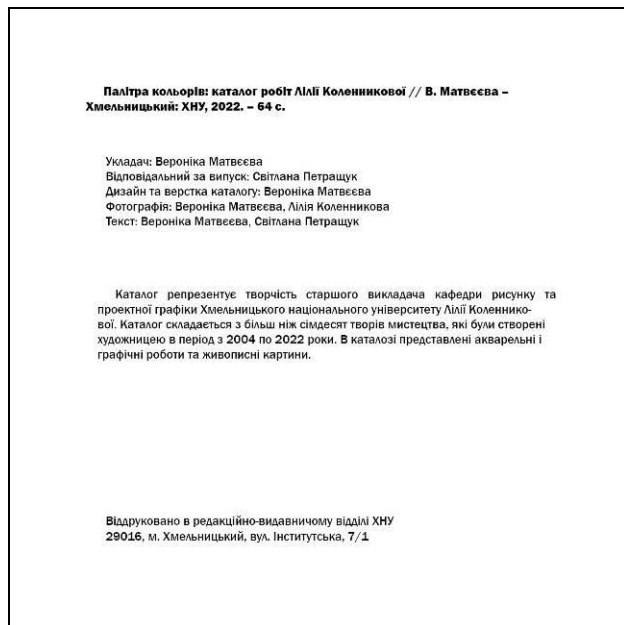 Палітра кольорів: каталог робіт Лілії Коленникової // В. Матвєєва –
Хмельницький: ХНУ, 2022. – 64 с.
Укладач: Вероніка Матвєєва
Відповідальний за випуск: Світлана Петращук
Дизайн та верстка каталогу: Вероніка Матвєєва
Фотографія: Вероніка Матвєєва, Лілія Коленникова
Текст: Вероніка Матвєєва, Світлана Петращук
Каталог репрезентує творчість старшого викладача кафедри рисунку та
проектної графіки Хмельницького національного університету Лілії Коленнико-
вої. Каталог складається з більш ніж сімдесят творів мистецтва, які були створені
художницею в період з 2004 по 2022 роки. В каталозі представлені акварельні і
графічні роботи та живописні картини.
Віддруковано в редакційно-видавничому відділі ХНУ
29016, м. Хмельницький, вул. Інститутська, 7/1